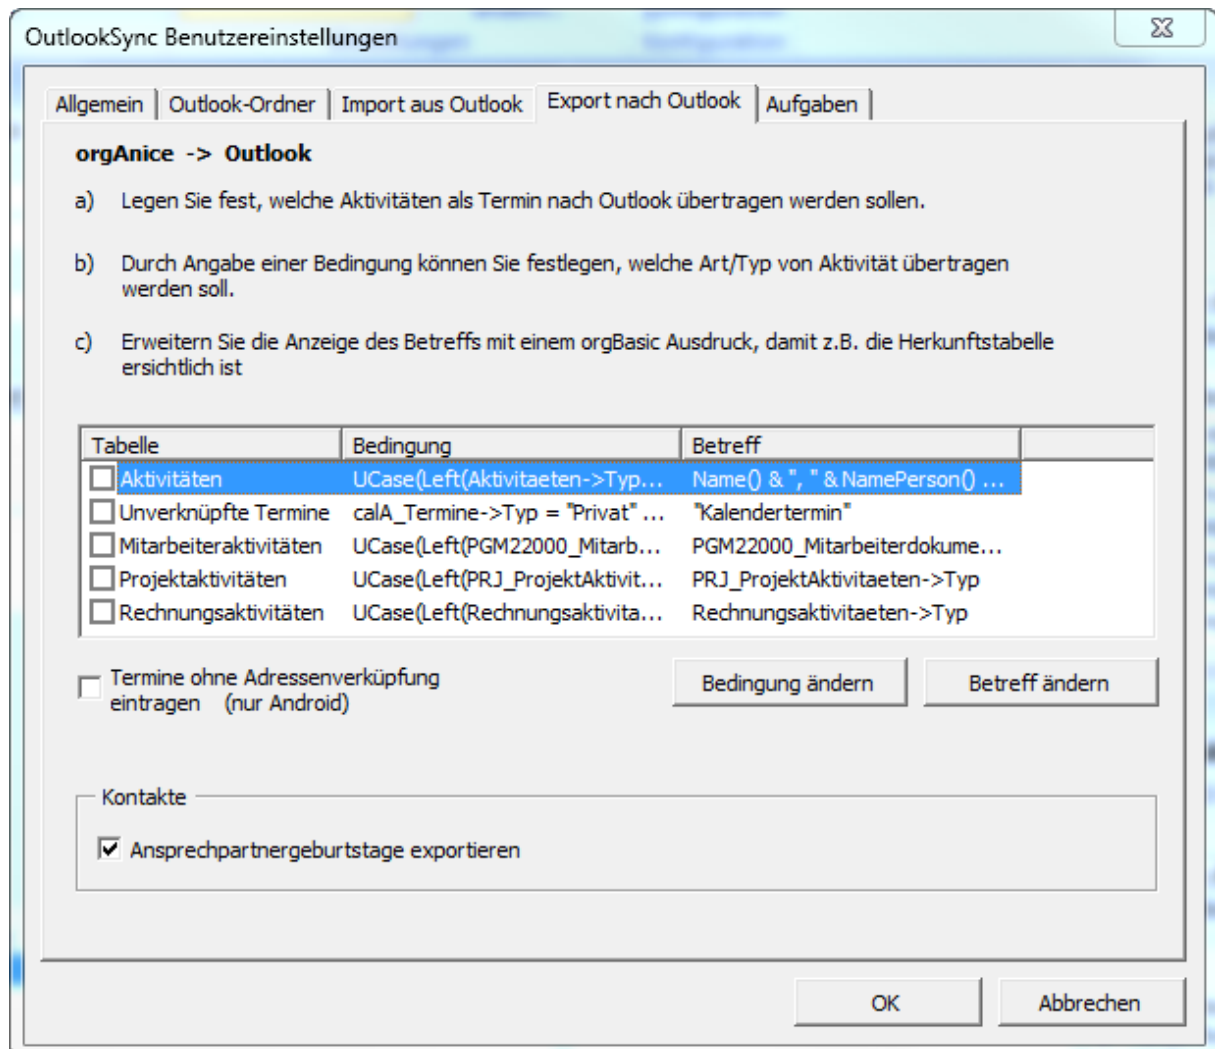 OutlookSync Benutzereinstellungen
Allgemein Outlook-Ordner Import aus Outlook Export nach Outlook Aufgaben
orgAnice -> Outlook
a) Legen Sie fest, welche Aktivitäten als Termin nach Outlook übertragen werden sollen.
b) Durch Angabe einer Bedingung können Sie festlegen, welche Art/Typ von Aktivität übertragen
werden soll.
c) Erweitern Sie die Anzeige des Betreffs mit einem orgBasic Ausdruck, damit z.B. die Herkunftstabelle
ersichtlich ist
Tabelle Bedingung Betreff
Aktivitäten UCase(Left(Aktivitaeten->Typ... Name() & ", " & NamePerson() ...
Unverknüpfte Termine calA_Termine->Typ = "Privat" ... "Kalendertermin"
Mitarbeiteraktivitäten UCase(Left(PGM22000_Mitarb... PGM22000_Mitarbeiterdokume...
Projektaktivitäten UCase(Left(PRJ_ProjektAktivit... PRJ_ProjektAktivitaeten->Typ
Rechnungsaktivitäten UCase(Left(Rechnungsaktivita... Rechnungsaktivitaeten->Typ
Termine ohne Adressenverküpfung
eintragen (nur Android)
Bedingung ändern Betreff ändern
Kontakte
Ansprechpartnergeburtstage exportieren
OK Abbrechen